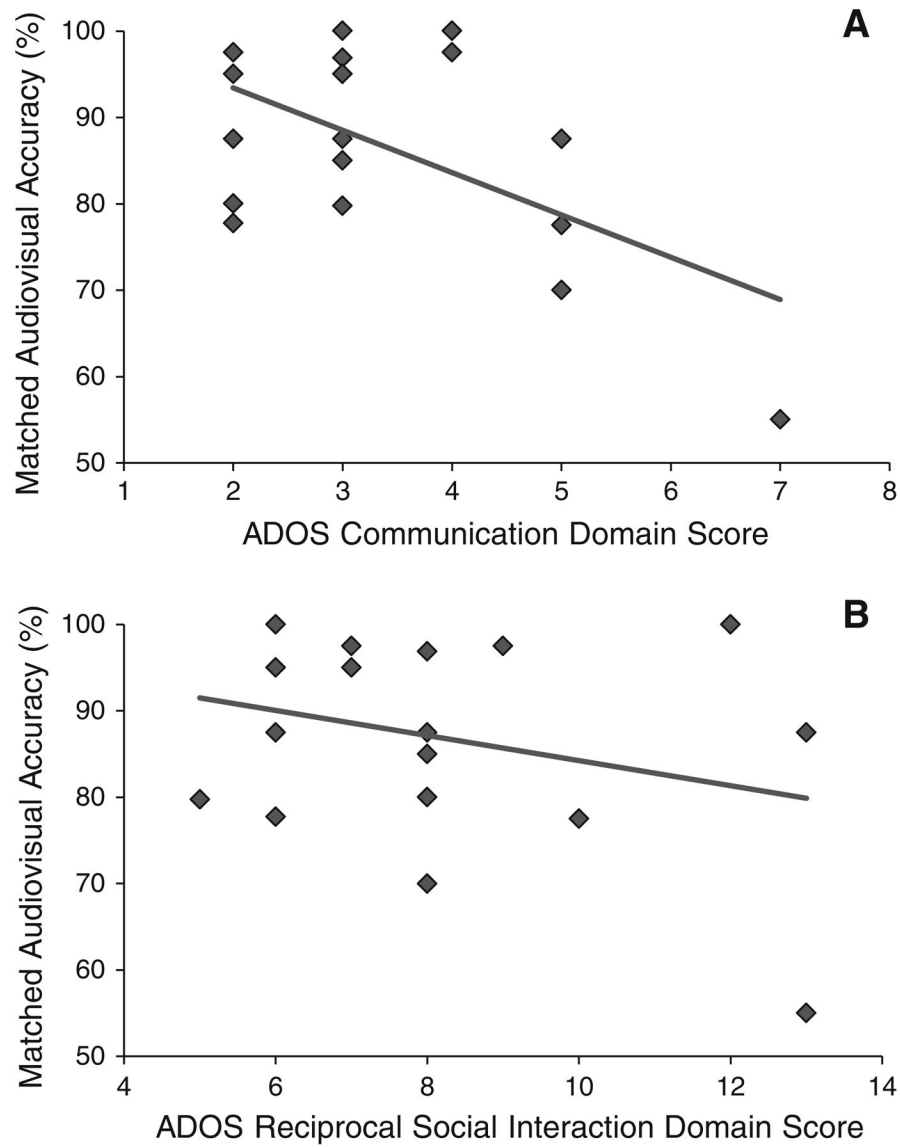 A
Matched Audiovisual Accuracy (%)
100
90
80
70
60
50
1 2 3 4 5 6 7 8
ADOS Communication Domain Score
B
Matched Audiovisual Accuracy (%)
100
90
80
70
60
50
4 6 8 10 12 14
ADOS Reciprocal Social Interaction Domain Score